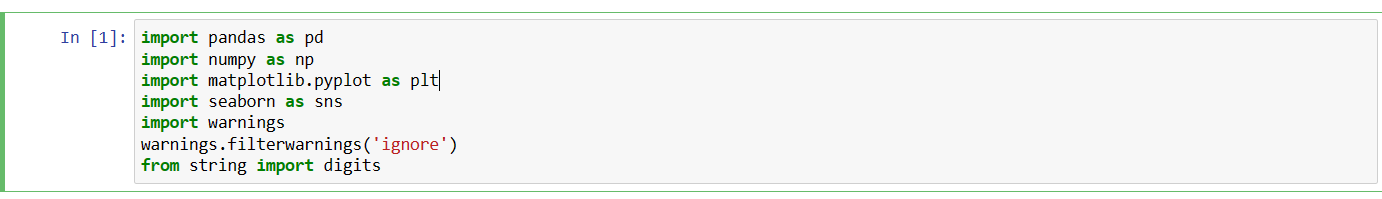 In [1]: import pandas as pd
import numpy as np
import matplotlib.pyplot as plt
import seaborn as sns
import warnings
warnings.filterwarnings('ignore')
from string import digits